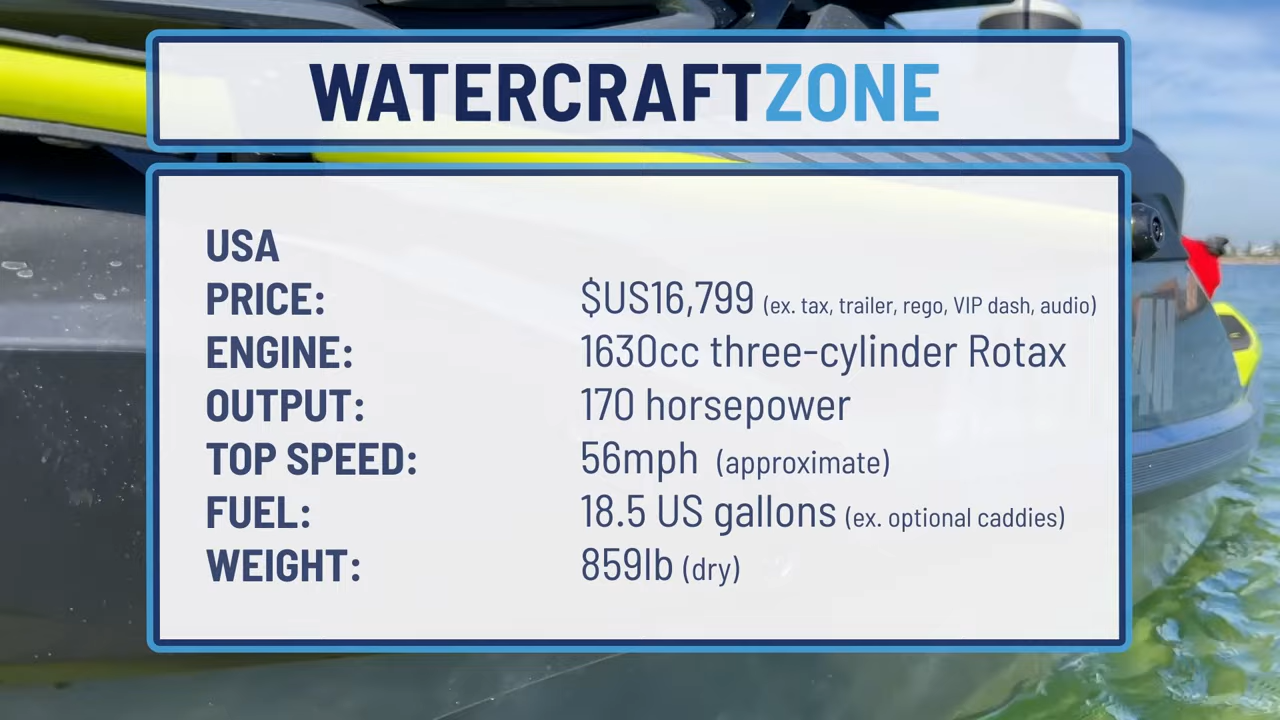 WATERCRAFTZONE
USA
PRICE: $US16,799 (ex. tax, trailer, rego, VIP dash, audio)
ENGINE: 1630cc three-cylinder Rotax
OUTPUT: 170 horsepower
TOP SPEED: 56mph (approximate)
FUEL: 18.5 US gallons (ex. optional caddies)
WEIGHT: 859lb (dry)